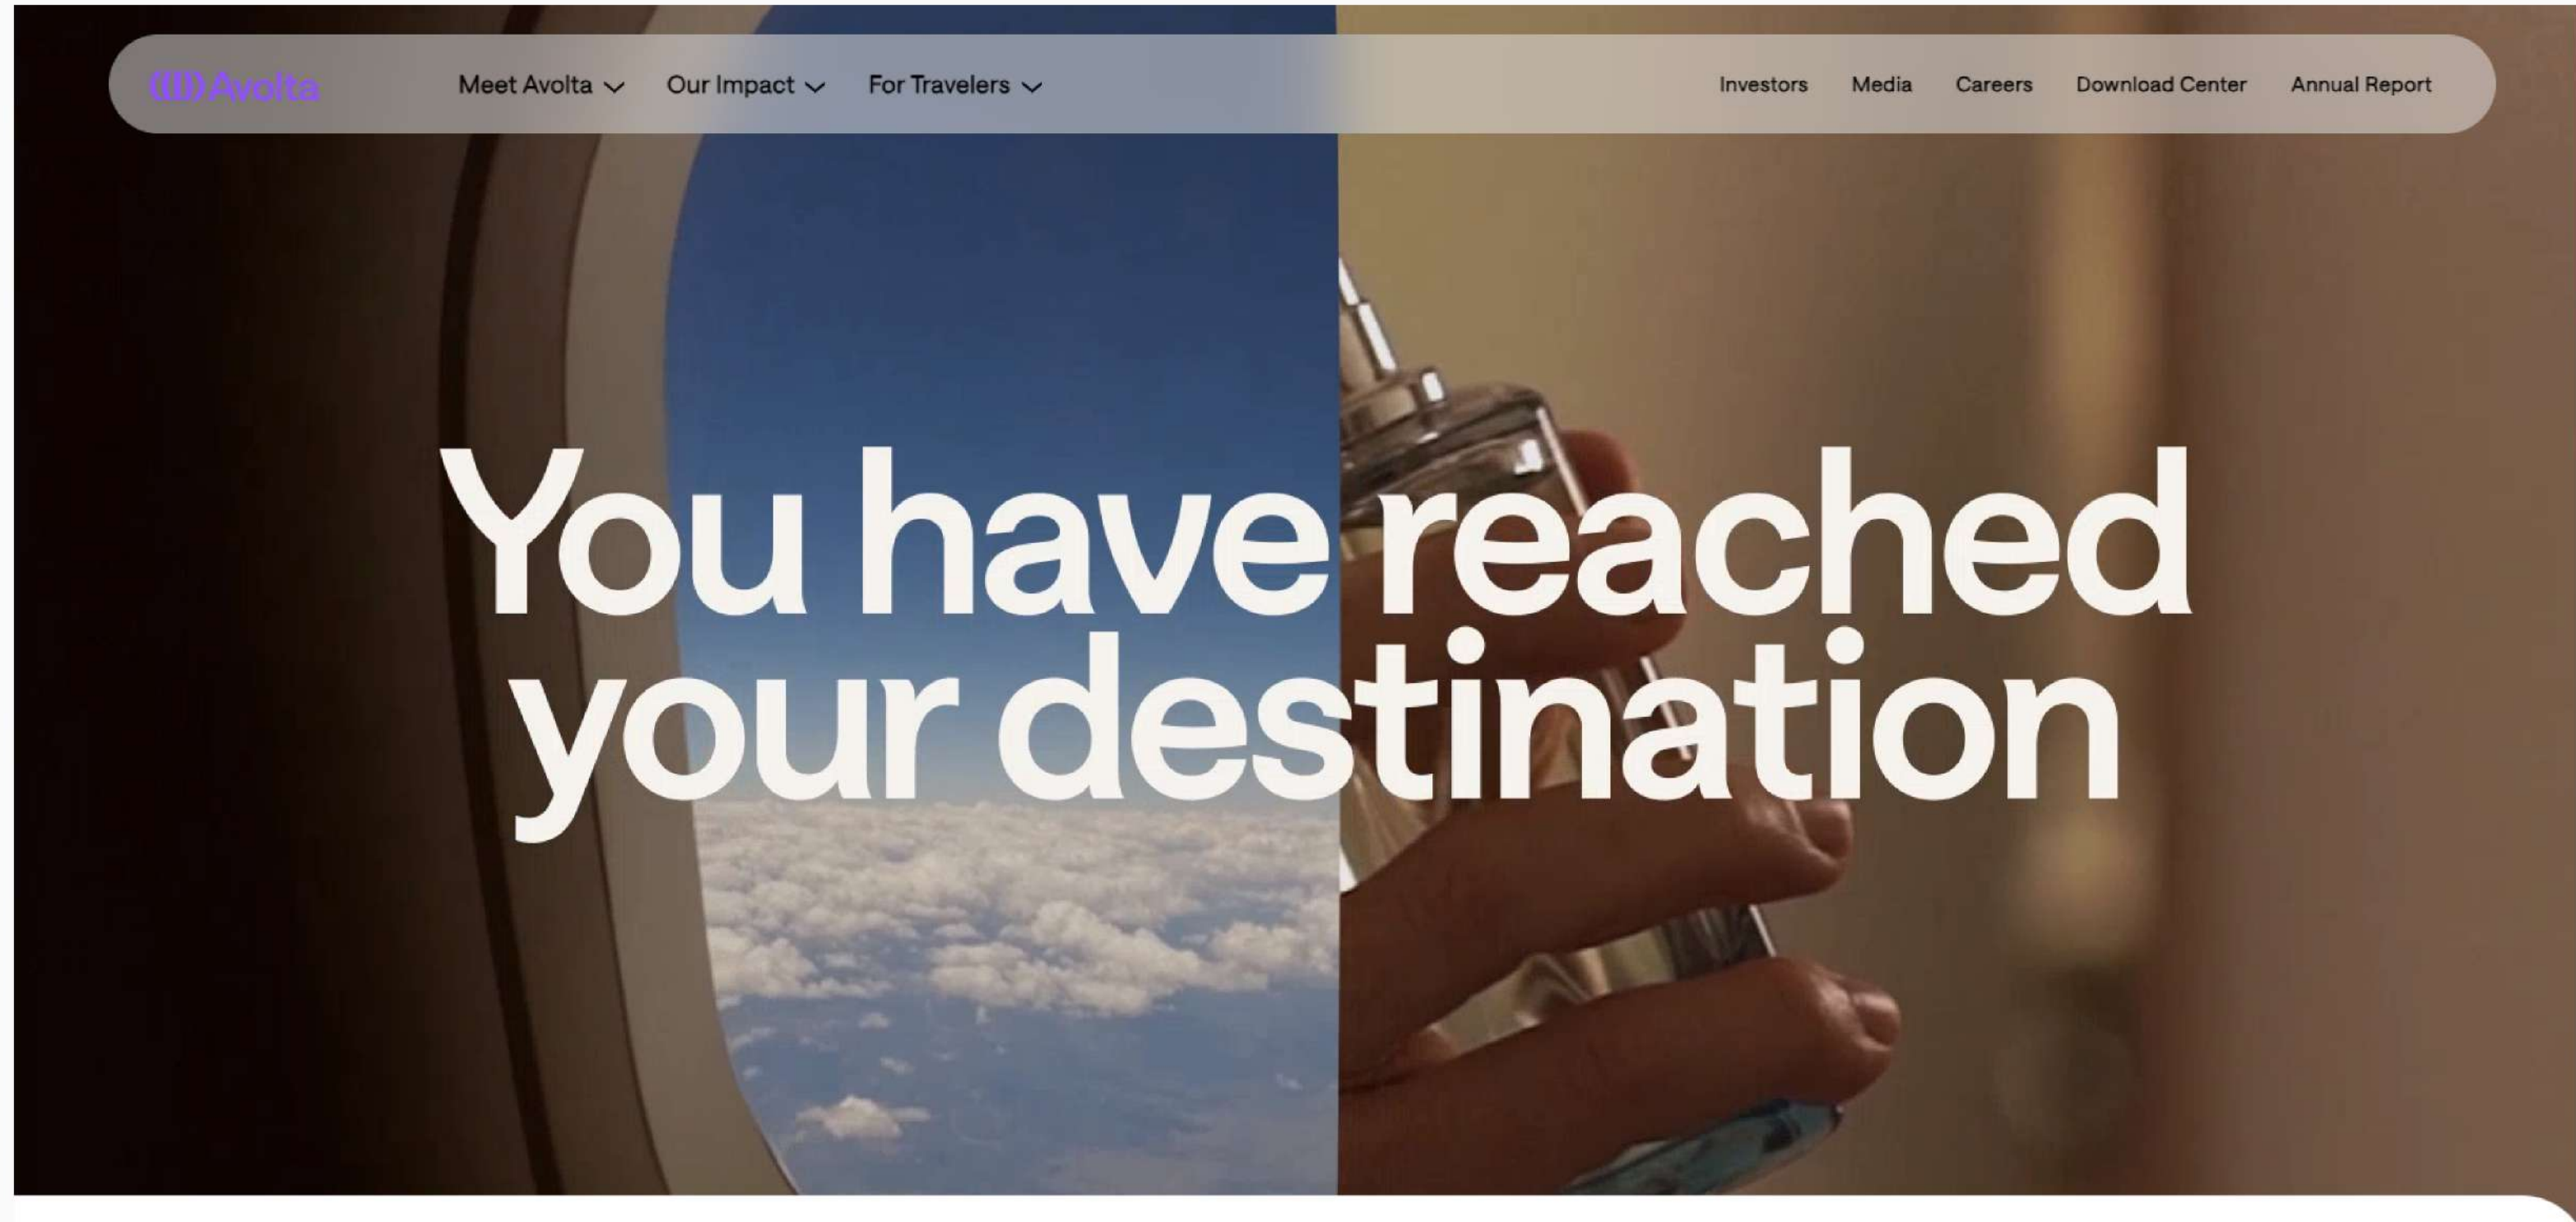 Avolta
Meet Avolta
Our Impact
For Travelers
Investors
Media
Careers
Download Center
Annual Report
You have reached
your destination